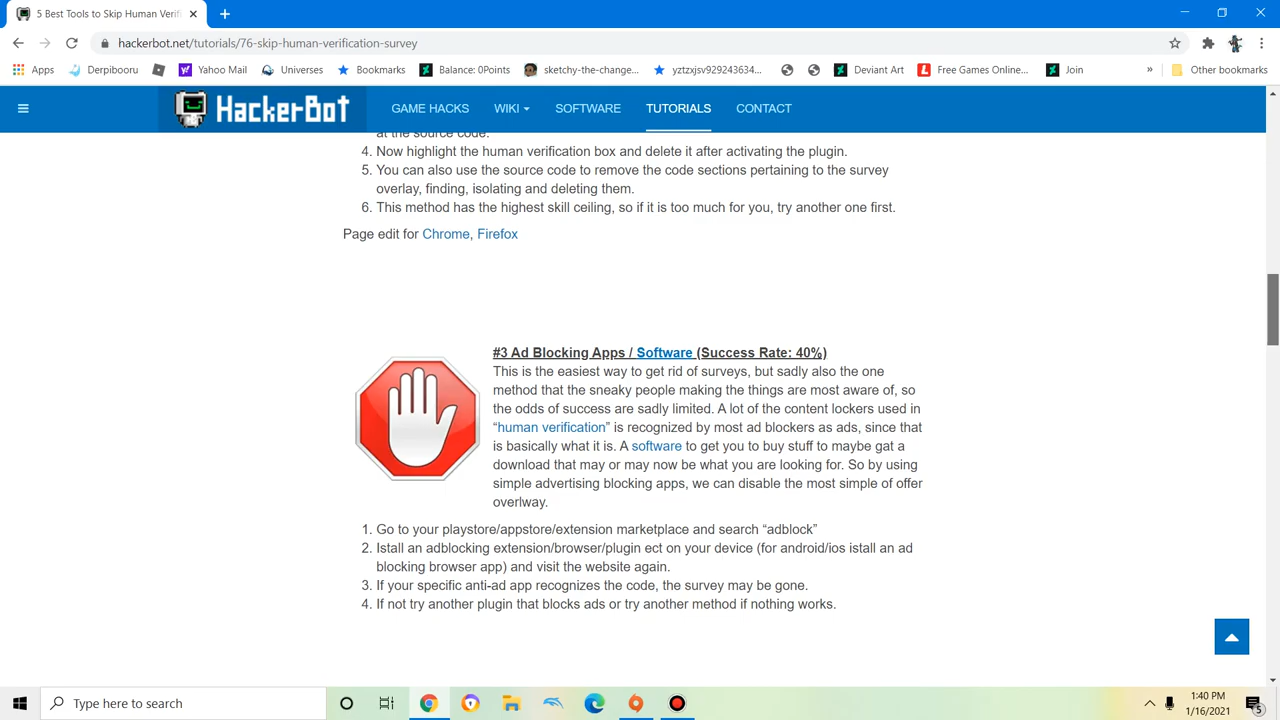 5 Best Tools to Skip Human Verifi
hackerbot.net/tutorials/76-skip-human-verification-survey
Apps Derpibooru Yahoo Mail Universes Bookmarks Balance: 0Points sketchy-the-change... yztzxjsv929243634... Deviant Art Free Games Online... Join » Other bookmarks
HackerBot GAME HACKS WIKI SOFTWARE TUTORIALS CONTACT
at the source code.
4. Now highlight the human verification box and delete it after activating the plugin.
5. You can also use the source code to remove the code sections pertaining to the survey
overlay, finding, isolating and deleting them.
6. This method has the highest skill ceiling, so if it is too much for you, try another one first.
Page edit for Chrome, Firefox
#3 Ad Blocking Apps / Software (Success Rate: 40%)
This is the easiest way to get rid of surveys, but sadly also the one
method that the sneaky people making the things are most aware of, so
the odds of success are sadly limited. A lot of the content lockers used in
“human verification” is recognized by most ad blockers as ads, since that
is basically what it is. A software to get you to buy stuff to maybe gat a
download that may or may now be what you are looking for. So by using
simple advertising blocking apps, we can disable the most simple of offer
overlway.
1. Go to your playstore/appstore/extension marketplace and search “adblock”
2. Istall an adblocking extension/browser/plugin ect on your device (for android/ios istall an ad
blocking browser app) and visit the website again.
3. If your specific anti-ad app recognizes the code, the survey may be gone.
4. If not try another plugin that blocks ads or try another method if nothing works.
Type here to search
1:40 PM
1/16/2021
5